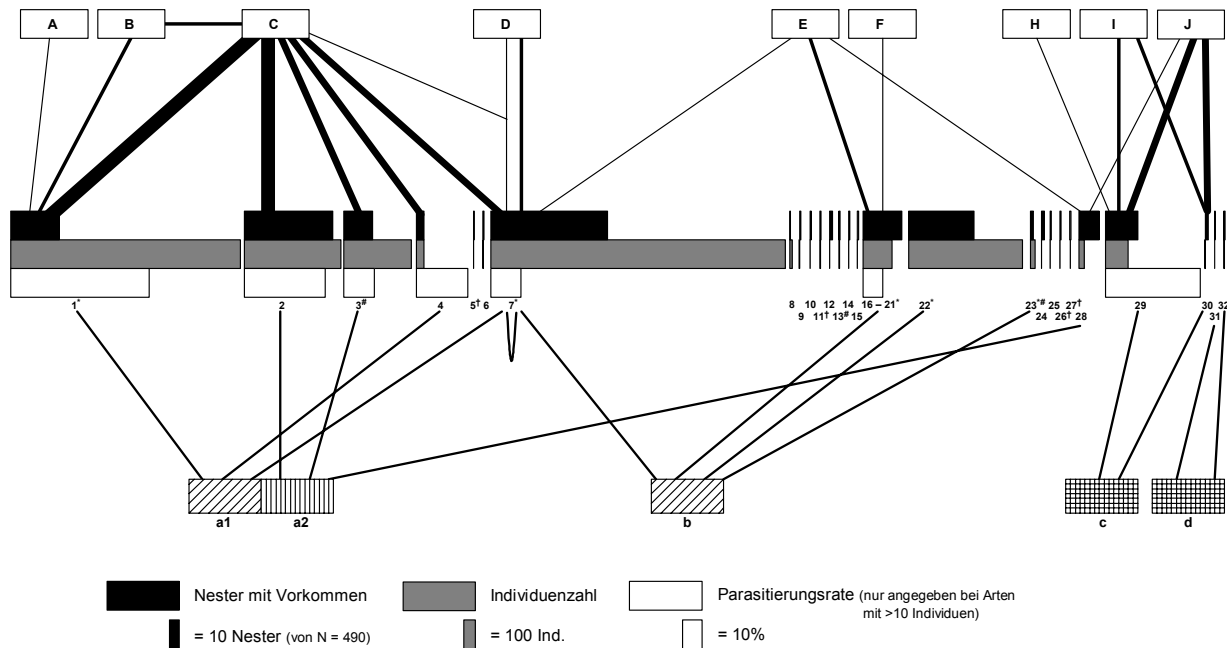 A B C D E F H I J
1* 2 3# 4 5† 6 7* 8 10 12 14 16 – 21* 22* 23*# 25 27† 29 30 32
9 11† 13# 15 24 26† 28 31
a1 a2 b c d
Nester mit Vorkommen Individuenzahl Parasitierungsrate (nur angegeben bei Arten
mit >10 Individuen)
= 10 Nester (von N = 490) = 100 Ind. = 10%